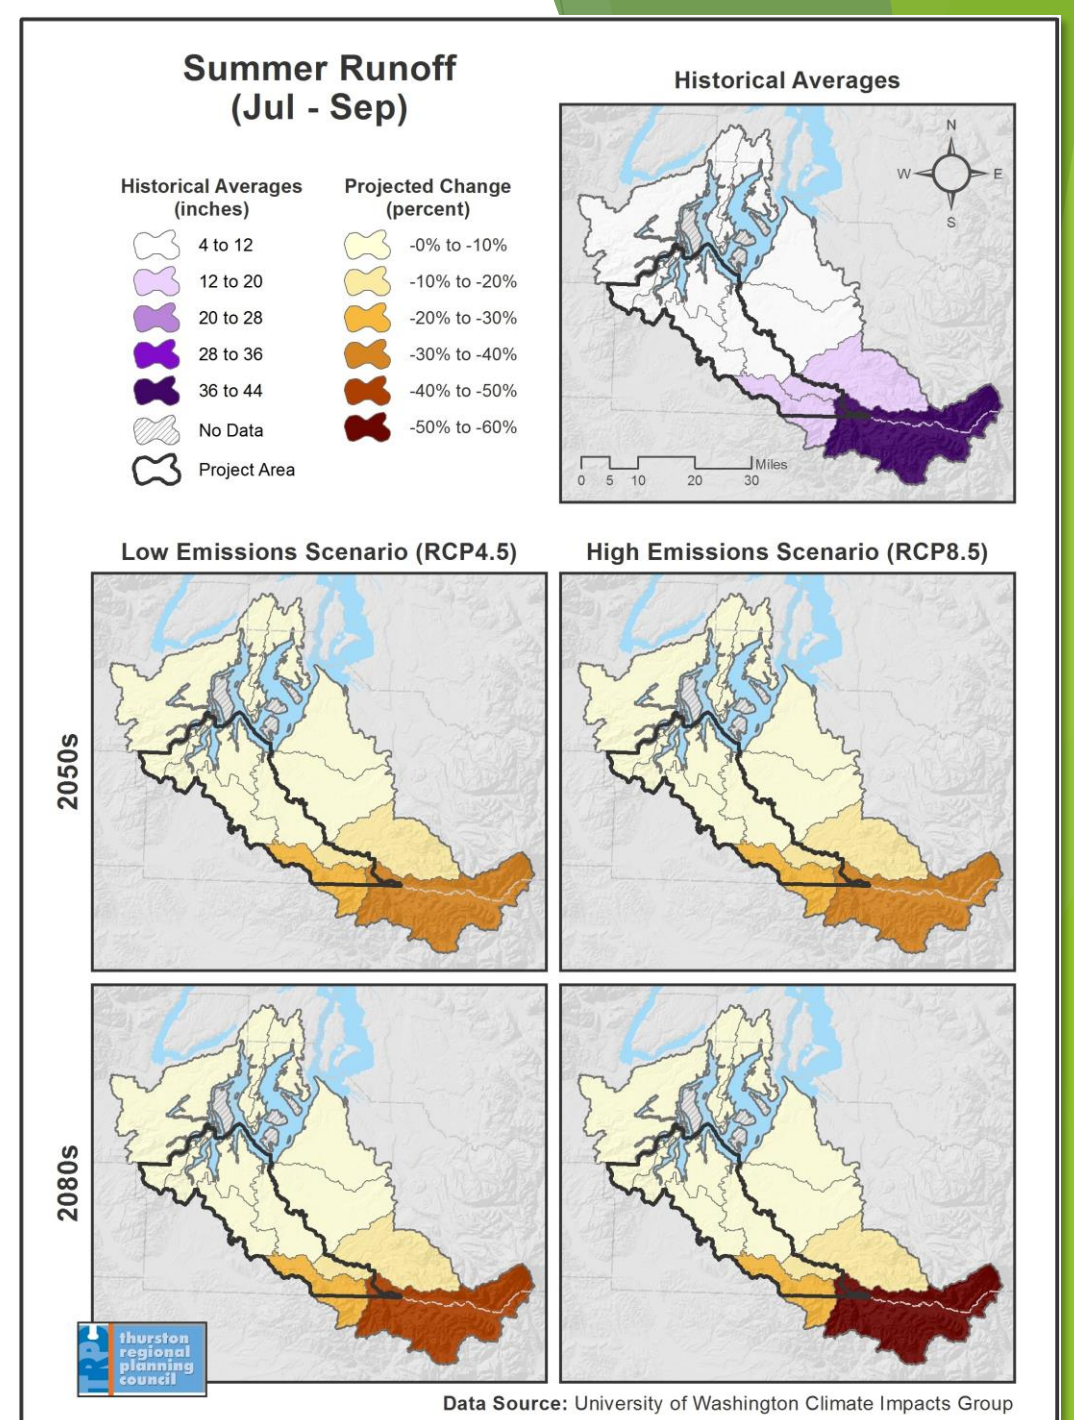 Summer Runoff
(Jul - Sep)
Historical Averages
(inches)
4 to 12
12 to 20
20 to 28
28 to 36
36 to 44
No Data
Project Area
Projected Change
(percent)
-0% to -10%
-10% to -20%
-20% to -30%
-30% to -40%
-40% to -50%
-50% to -60%
Historical Averages
N
W
E
S
Miles
0 5 10 20 30
Low Emissions Scenario (RCP4.5)
High Emissions Scenario (RCP8.5)
2050s
2080s
TRPC
thurston
regional
planning
council
Data Source: University of Washington Climate Impacts Group